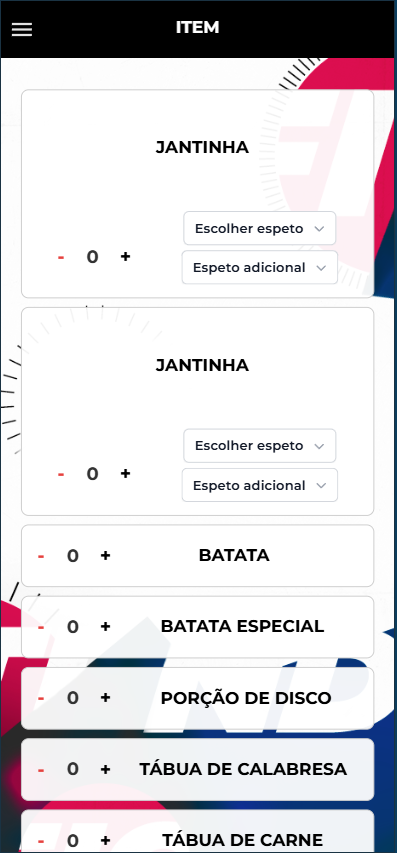 ITEM
JANTINHA
Escolher espeto
- 0 +
Espeto adicional
JANTINHA
Escolher espeto
- 0 +
Espeto adicional
- 0 + BATATA
- 0 + BATATA ESPECIAL
- 0 + PORÇÃO DE DISCO
- 0 + TÁBUA DE CALABRESA
- 0 + TÁBUA DE CARNE